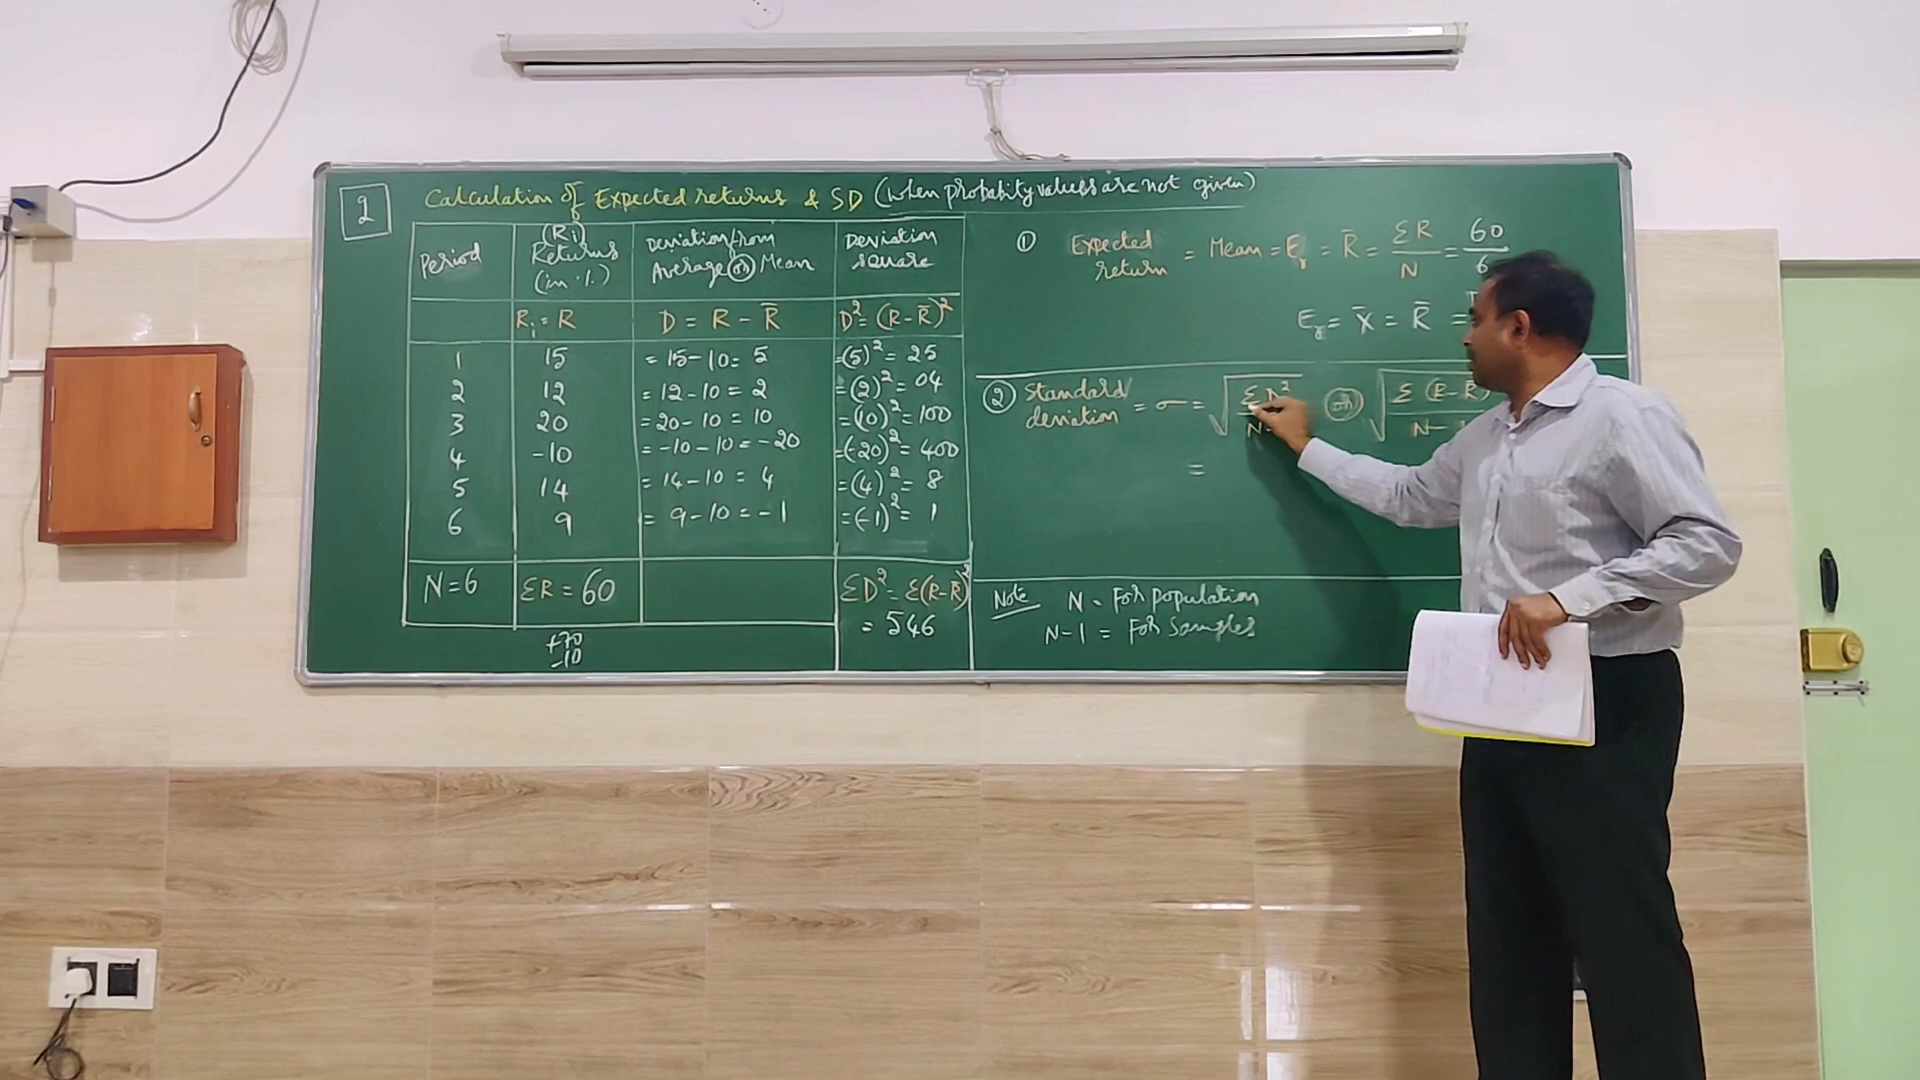 2
Calculation of Expected returns & SD (when probabity values are not given)
Period
(Ri)
Returns
(in %)
Deviation from
Average (or) Mean
Deviation
square
Ri = R
D = R - R̄
D² = (R - R̄)²
1 15 = 15 - 10 = 5 = (5)² = 25
2 12 = 12 - 10 = 2 = (2)² = 04
3 20 = 20 - 10 = 10 = (10)² = 100
4 -10 = -10 - 10 = -20 = (-20)² = 400
5 14 = 14 - 10 = 4 = (4)² = 8
6 9 = 9 - 10 = -1 = (-1)² = 1
N = 6 ΣR = 60 ΣD² = Σ(R - R̄)²
= 546
+70
-10
① Expected
return = Mean = Er = R̄ = ΣR/N = 60/6
Er = x̄ = R̄ =
② Standard
deviation = σ = √ΣD²/N- (or) √Σ(R - R̄)/N-
=
Note N = For population
N-1 = For Samples